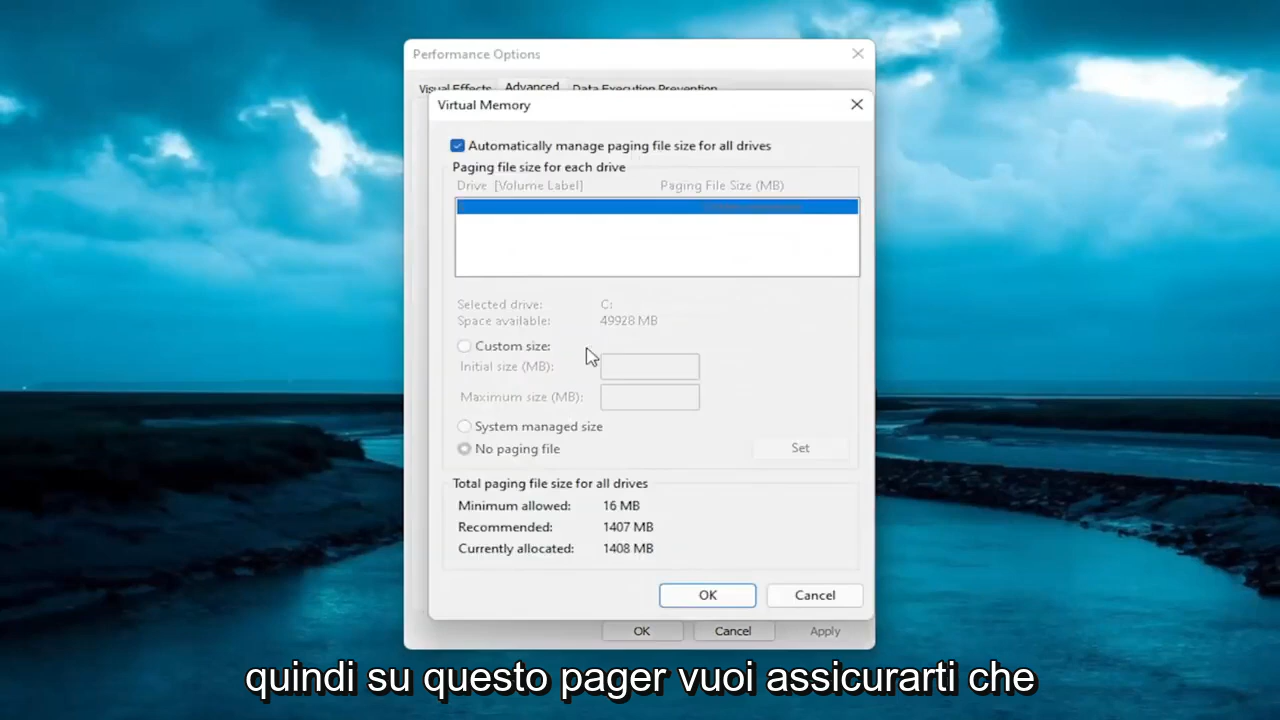 Performance Options
Visual Effects Advanced Data Execution Prevention
Virtual Memory
Automatically manage paging file size for all drives
Paging file size for each drive
Drive [Volume Label] Paging File Size (MB)
Selected drive: C:
Space available: 49928 MB
Custom size:
Initial size (MB):
Maximum size (MB):
System managed size
No paging file
Set
Total paging file size for all drives
Minimum allowed: 16 MB
Recommended: 1407 MB
Currently allocated: 1408 MB
OK Cancel
OK Cancel Apply
quindi su questo pager vuoi assicurarti che